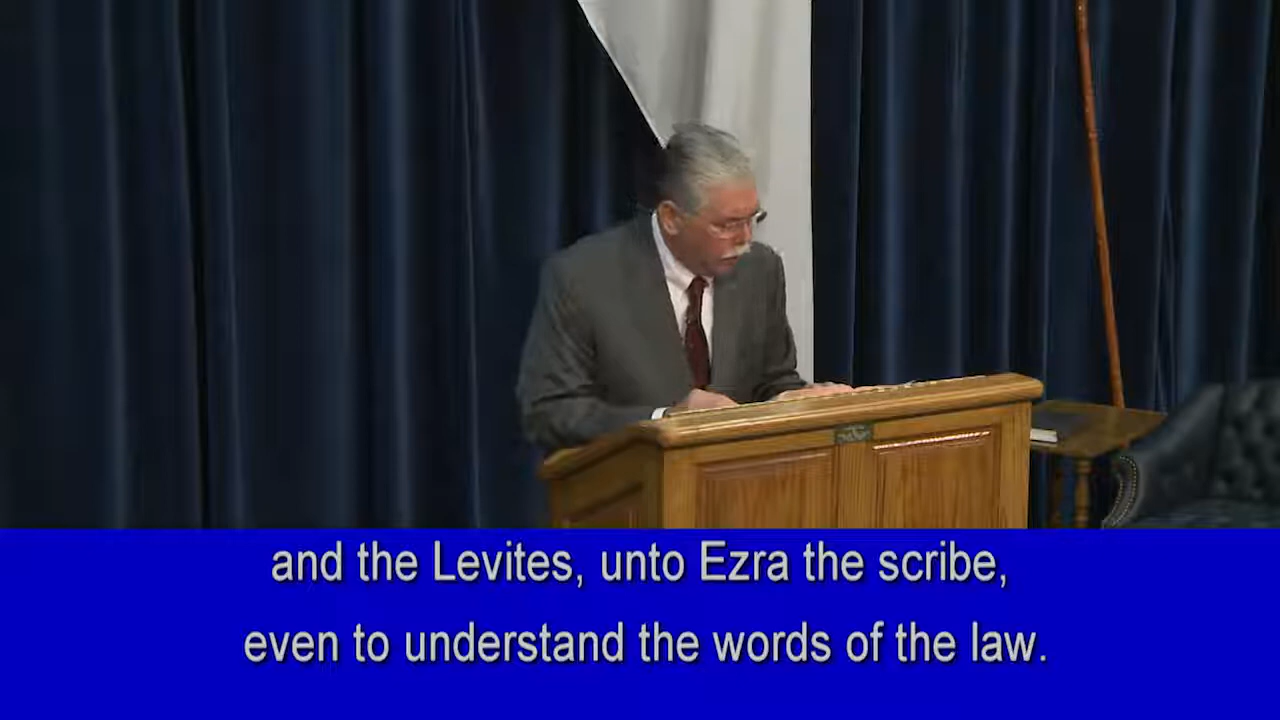 and the Levites, unto Ezra the scribe,
even to understand the words of the law.